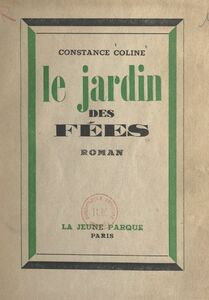 CONSTANCE COLINE
le jardin
DES
FÉES
ROMAN
LA JEUNE PARQUE
PARIS